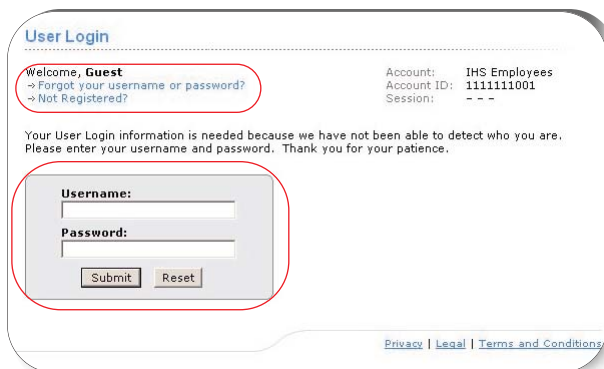 User Login
Welcome, Guest
→ Forgot your username or password?
→ Not Registered?
Account: IHS Employees
Account ID: 1111111001
Session: - - -
Your User Login information is needed because we have not been able to detect who you are.
Please enter your username and password. Thank you for your patience.
Username:
Password:
Submit Reset
Privacy | Legal | Terms and Conditions